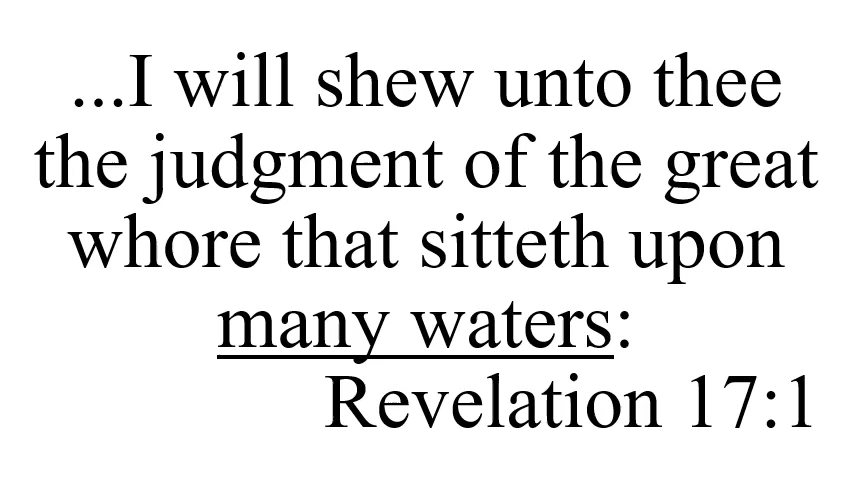 ...I will shew unto thee
the judgment of the great
whore that sitteth upon
many waters:
Revelation 17:1